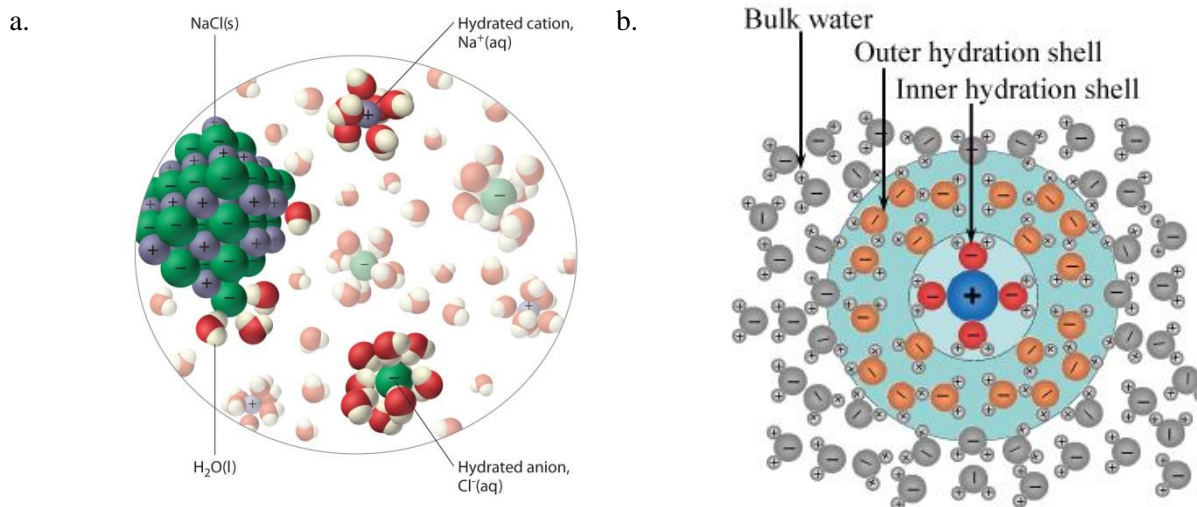 a.
NaCl(s)
Hydrated cation,
Na⁺(aq)
H₂O(l)
Hydrated anion,
Cl⁻(aq)
b.
Bulk water
Outer hydration shell
Inner hydration shell